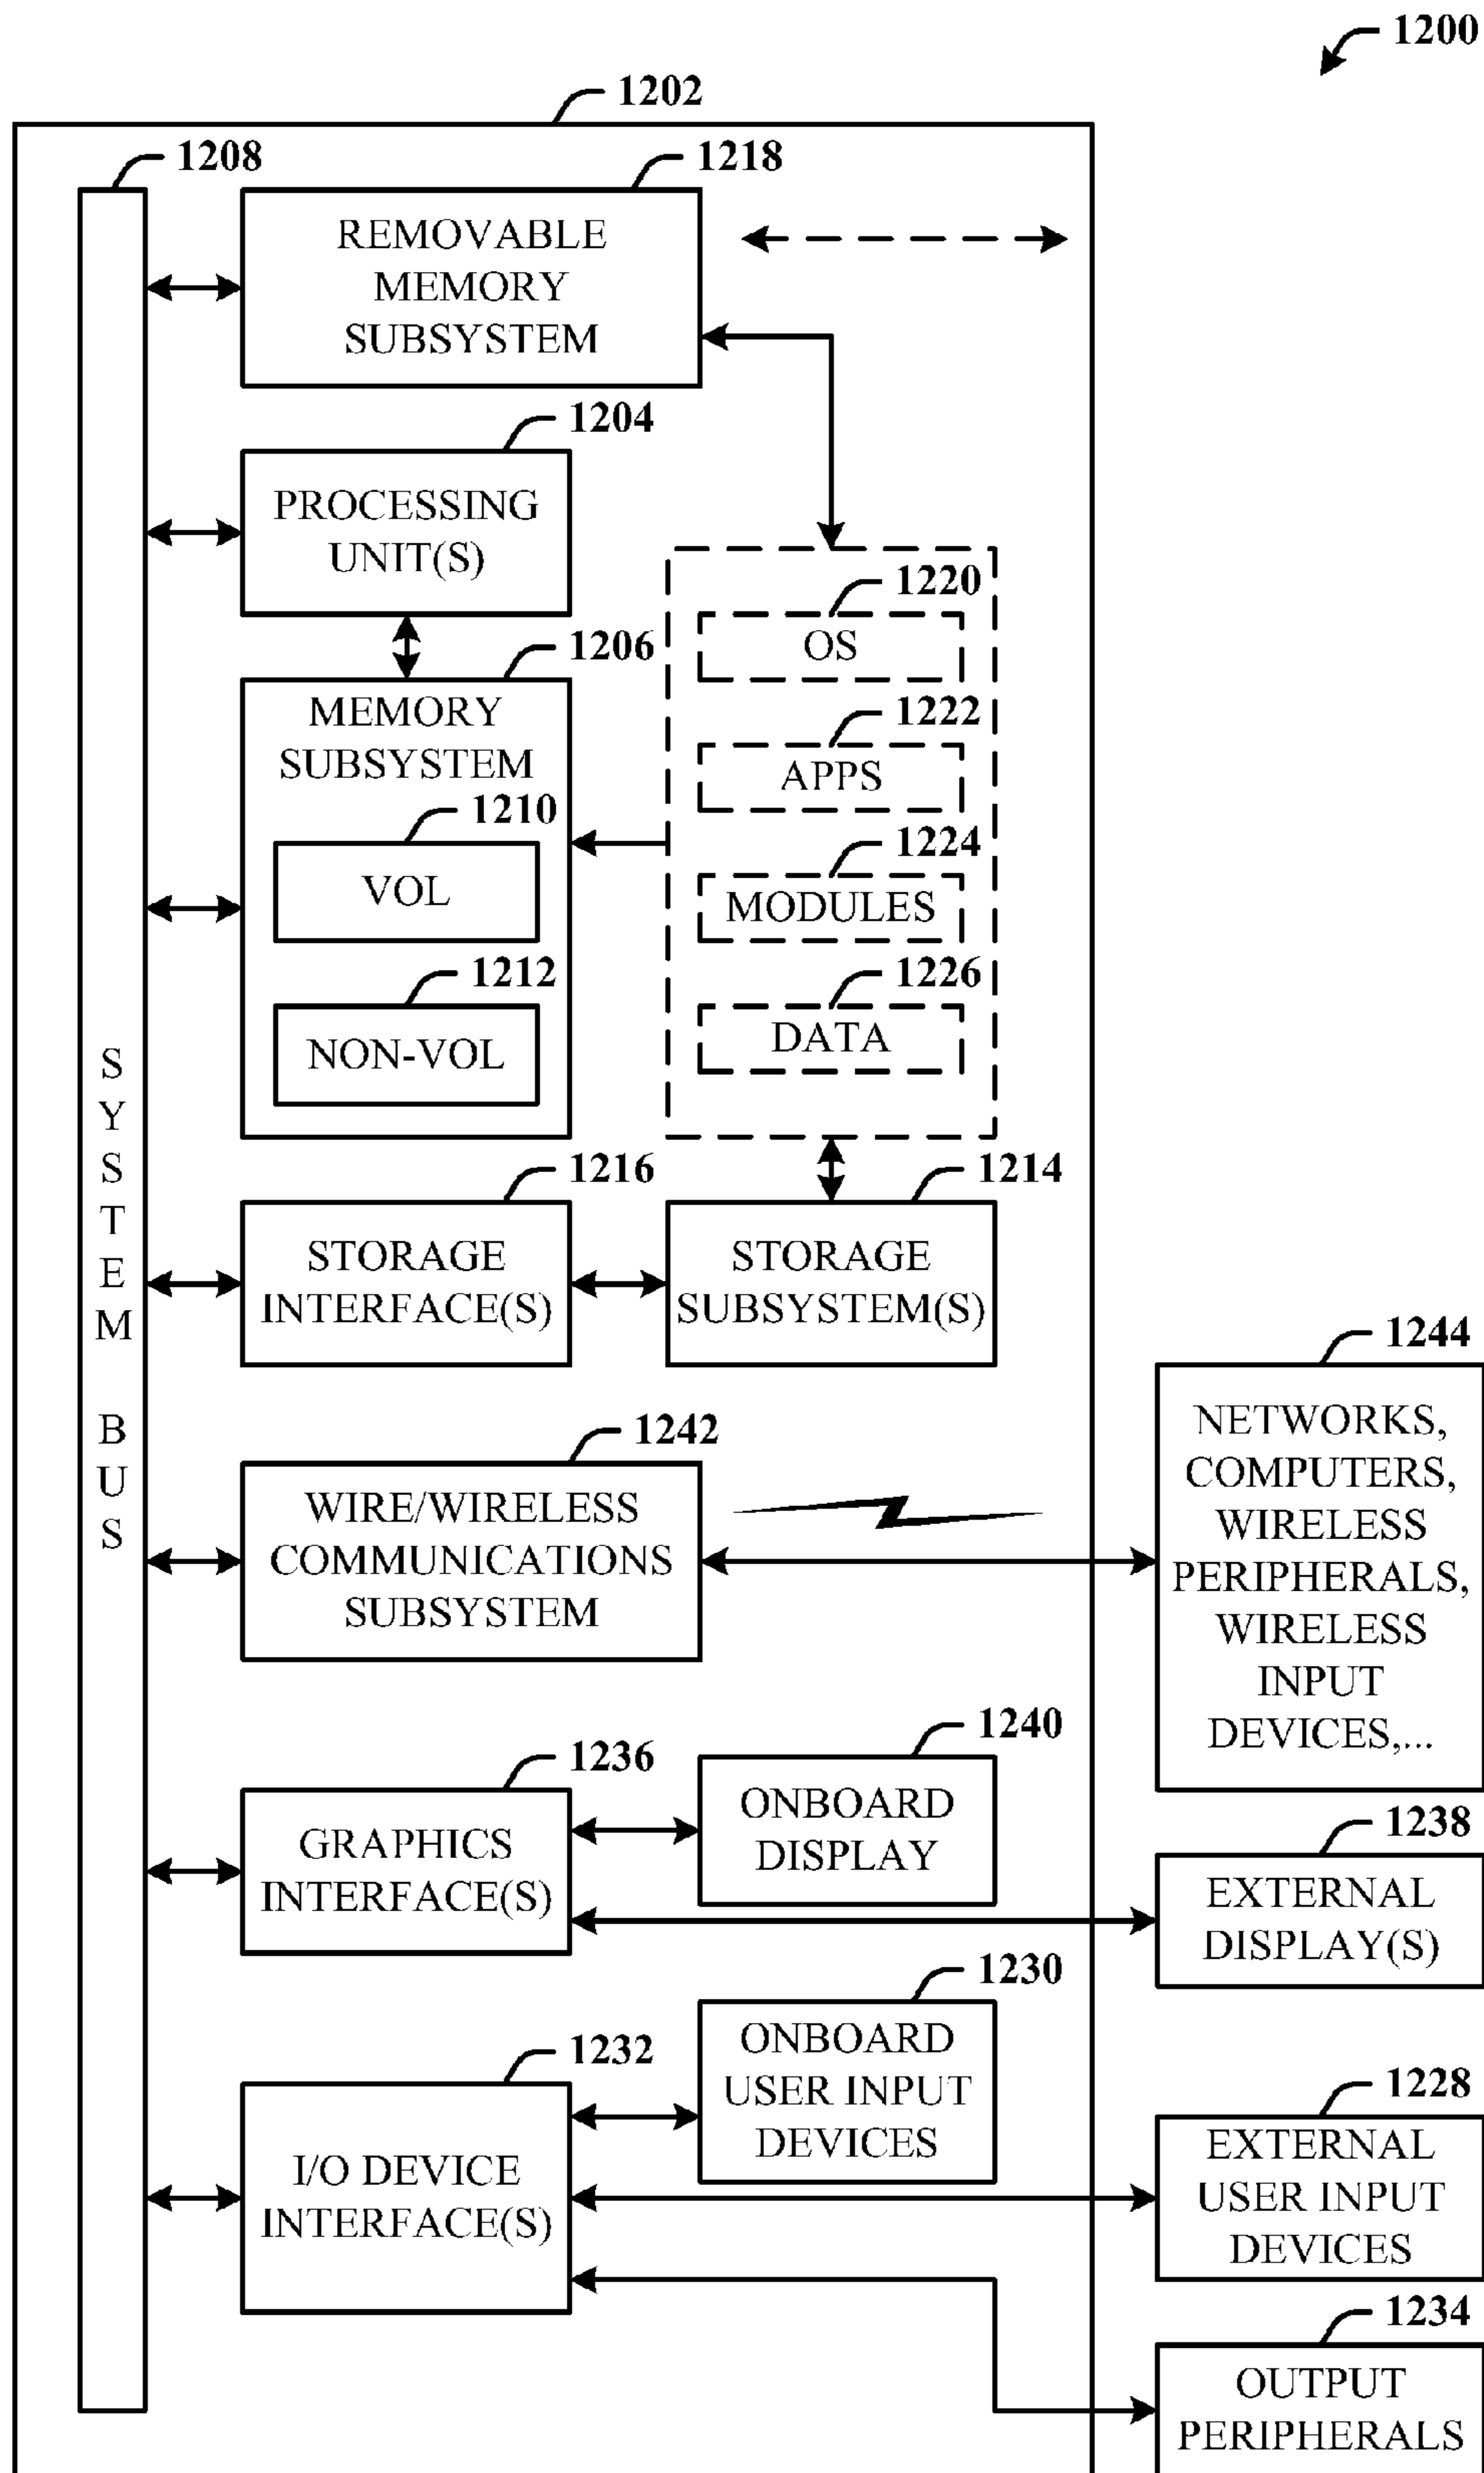 1200
1202
1208
1218
REMOVABLE
MEMORY
SUBSYSTEM
1204
PROCESSING
UNIT(S)
1206
MEMORY
SUBSYSTEM
1210
VOL
1212
NON-VOL
1220
OS
1222
APPS
1224
MODULES
1226
DATA
SYSTEM BUS
1216
STORAGE
INTERFACE(S)
1214
STORAGE
SUBSYSTEM(S)
1242
WIRE/WIRELESS
COMMUNICATIONS
SUBSYSTEM
1244
NETWORKS,
COMPUTERS,
WIRELESS
PERIPHERALS,
WIRELESS
INPUT
DEVICES,...
1236
GRAPHICS
INTERFACE(S)
1240
ONBOARD
DISPLAY
1238
EXTERNAL
DISPLAY(S)
1232
I/O DEVICE
INTERFACE(S)
1230
ONBOARD
USER INPUT
DEVICES
1228
EXTERNAL
USER INPUT
DEVICES
1234
OUTPUT
PERIPHERALS